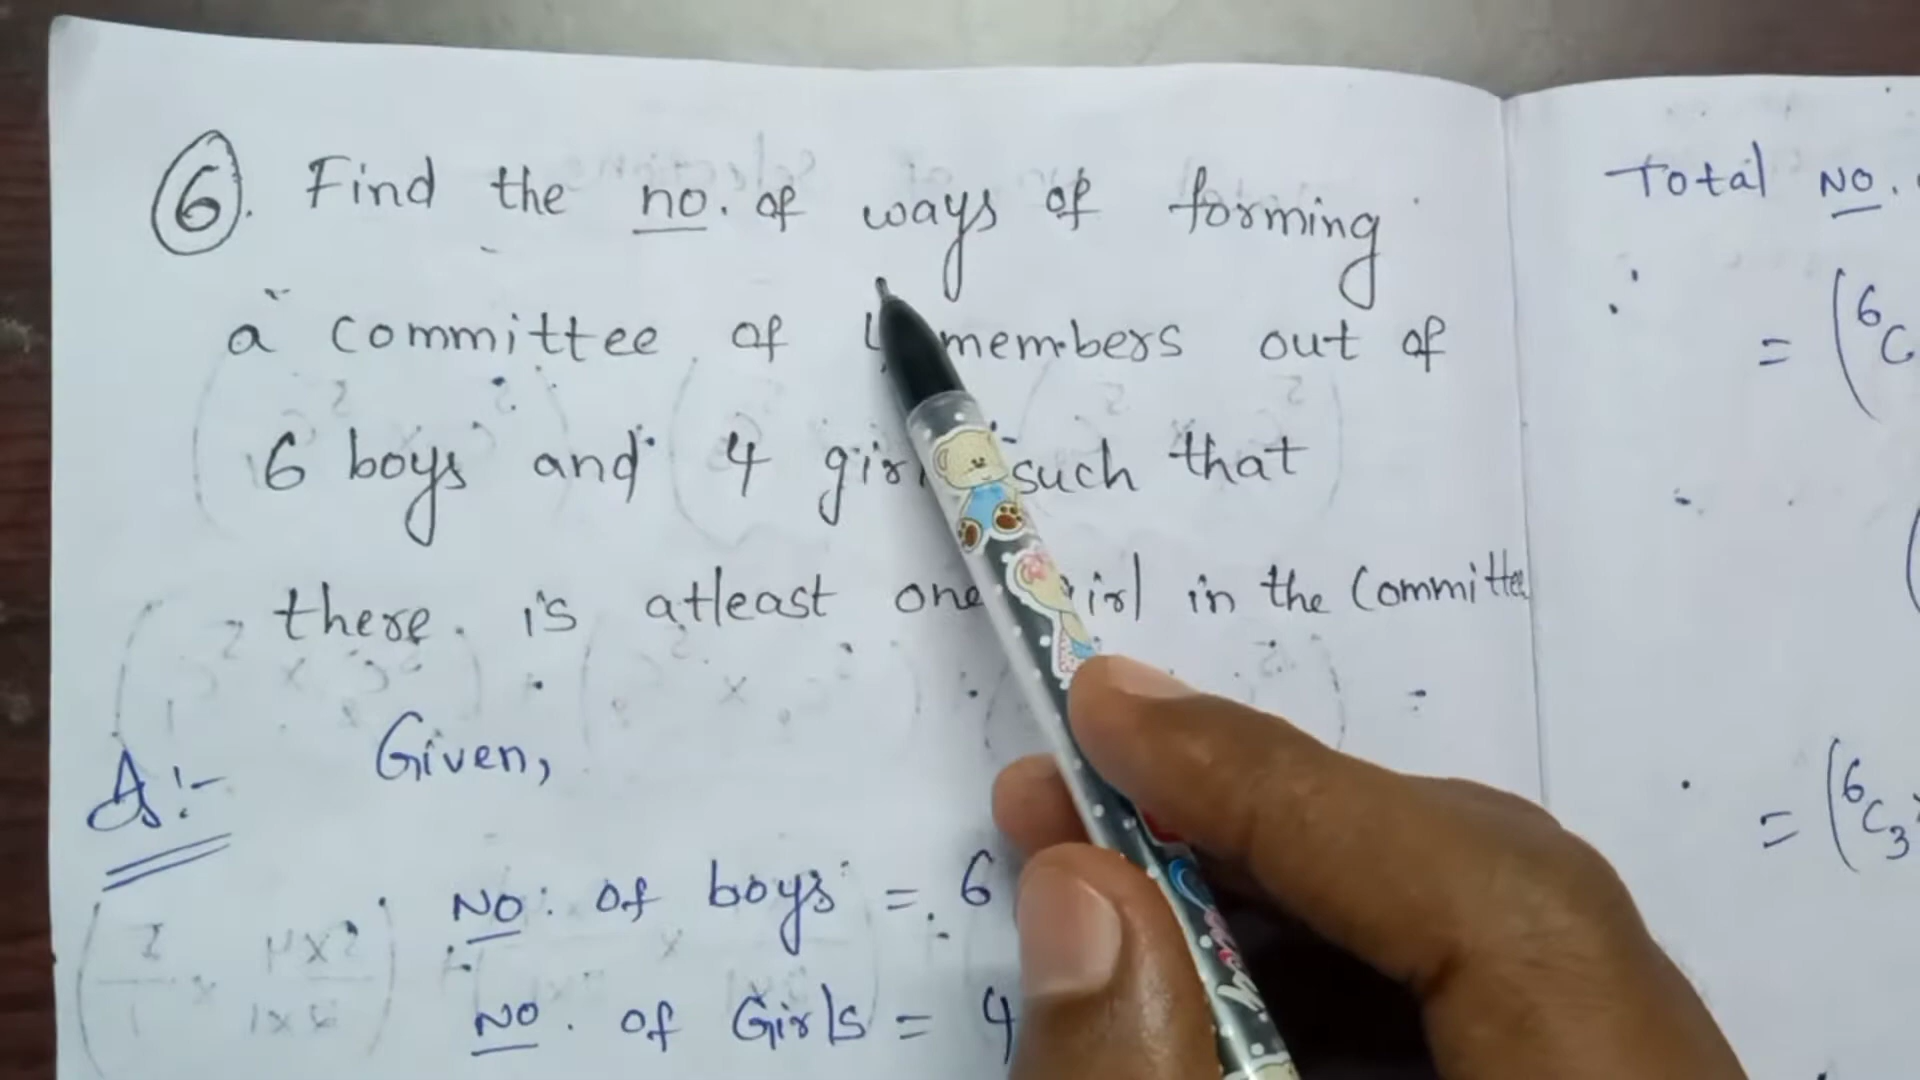 6. Find the no. of ways of forming
a committee of 4 members out of
6 boys and 4 such that
there is atleast one in the Committee
A:- Given,
No: of boys = 6
No. of Girls = 4
Total No.
∴ = (6C
= (6C3